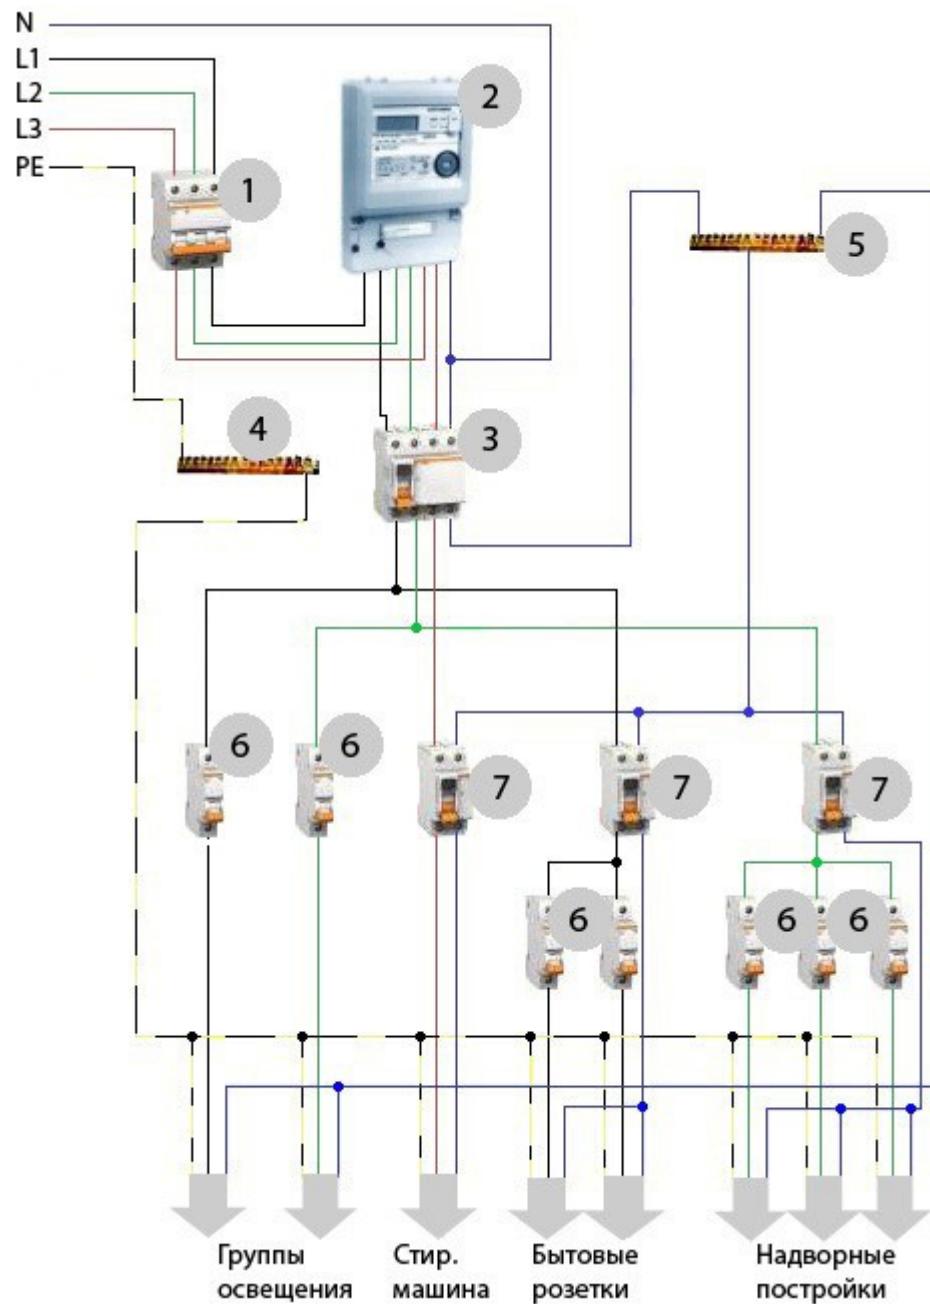 N
L1
L2
L3
PE
1
2
3
4
5
6
6
7
7
7
6
6
6
Группы
освещения
Стир.
машина
Бытовые
розетки
Надворные
постройки